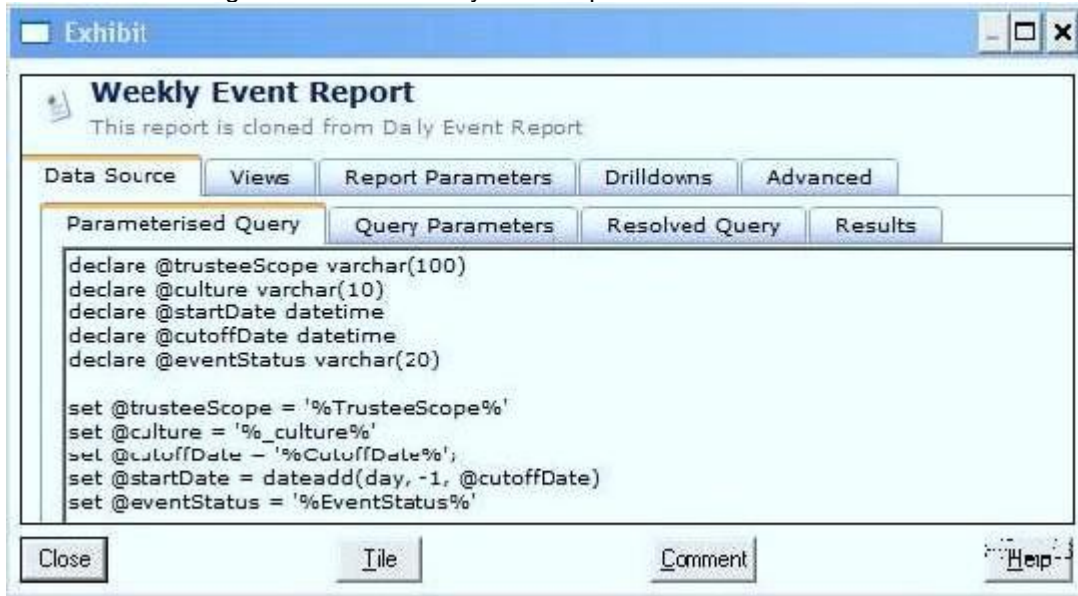 Exhibit
Weekly Event Report
This report is cloned from Daily Event Report
Data Source Views Report Parameters Drilldowns Advanced
Parameterised Query Query Parameters Resolved Query Results
declare @trusteeScope varchar(100)
declare @culture varchar(10)
declare @startDate datetime
declare @cutoffDate datetime
declare @eventStatus varchar(20)
set @trusteeScope = '%TrusteeScope%'
set @culture = '%_culture%'
set @cutoffDate = '%CutoffDate%';
set @startDate = dateadd(day, -1, @cutoffDate)
set @eventStatus = '%EventStatus%'
Close Tile Comment Help